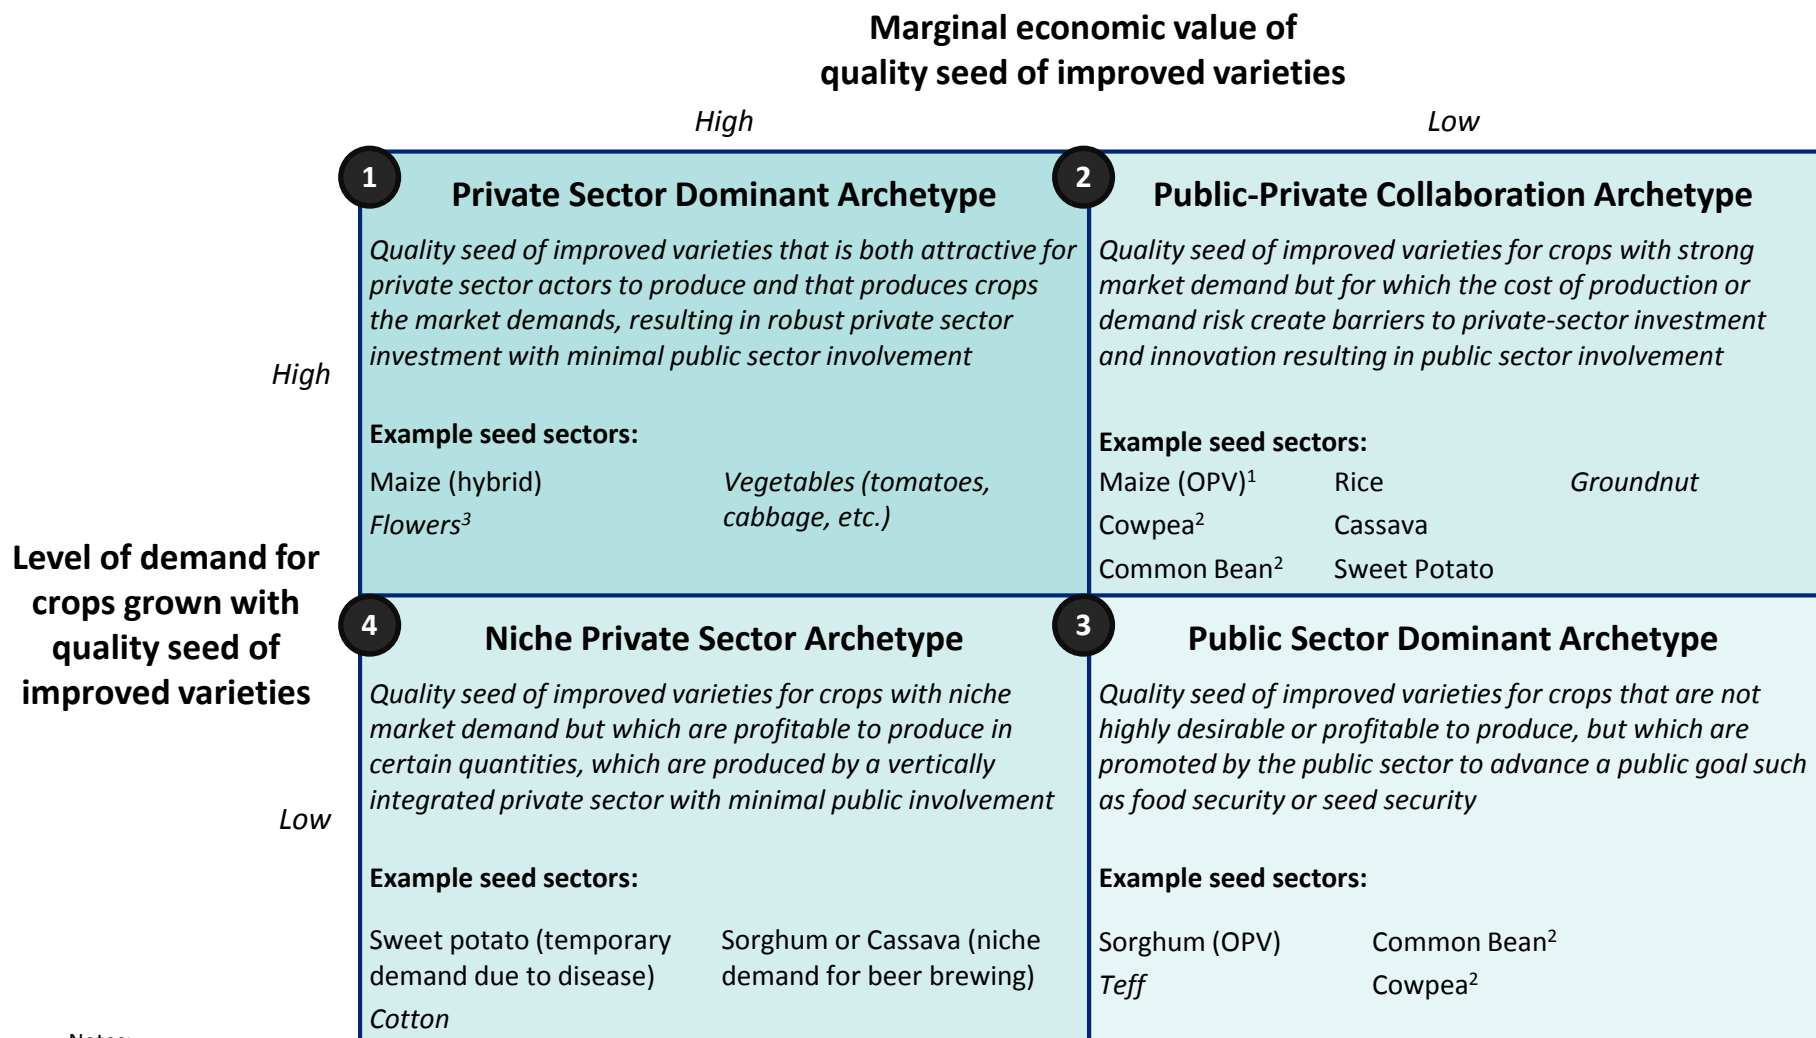 Marginal economic value of
quality seed of improved varieties
High
Low
1
Private Sector Dominant Archetype
Quality seed of improved varieties that is both attractive for
private sector actors to produce and that produces crops
the market demands, resulting in robust private sector
investment with minimal public sector involvement
Example seed sectors:
Maize (hybrid)
Flowers³
Vegetables (tomatoes,
cabbage, etc.)
2
Public-Private Collaboration Archetype
Quality seed of improved varieties for crops with strong
market demand but for which the cost of production or
demand risk create barriers to private-sector investment
and innovation resulting in public sector involvement
Example seed sectors:
Maize (OPV)¹
Rice
Groundnut
Cowpea²
Cassava
Common Bean²
Sweet Potato
High
Level of demand for
crops grown with
quality seed of
improved varieties
Low
4
Niche Private Sector Archetype
Quality seed of improved varieties for crops with niche
market demand but which are profitable to produce in
certain quantities, which are produced by a vertically
integrated private sector with minimal public involvement
Example seed sectors:
Sweet potato (temporary
demand due to disease)
Cotton
Sorghum or Cassava (niche
demand for beer brewing)
3
Public Sector Dominant Archetype
Quality seed of improved varieties for crops that are not
highly desirable or profitable to produce, but which are
promoted by the public sector to advance a public goal such
as food security or seed security
Example seed sectors:
Sorghum (OPV)
Common Bean²
Teff
Cowpea²